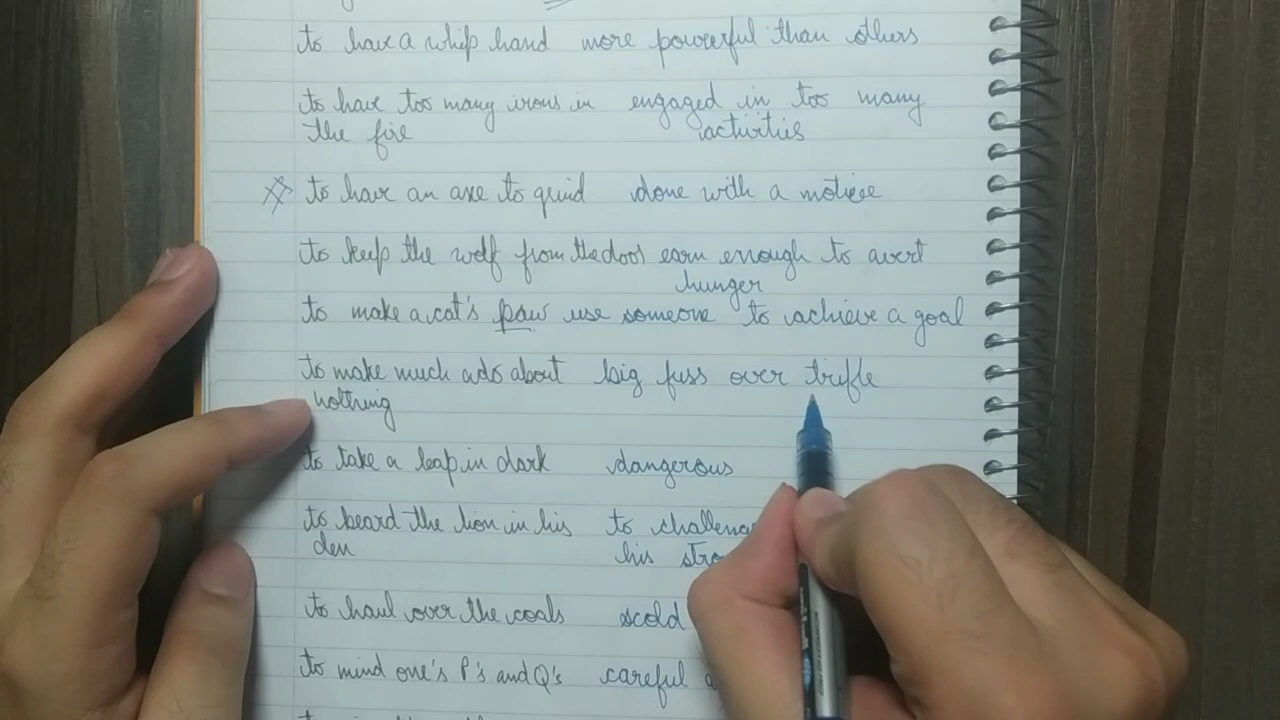 to have a whip hand more powerful than others
to have too many irons in engaged in too many
the fire activities
to have an axe to grind done with a motive
to keep the wolf from the door earn enough to avert
hunger
to make a cat's paw use someone to achieve a goal
to make much ado about big fuss over trifle
nothing
to take a leap in dark dangerous
to beard the lion in his to
den his
to haul over the coals scold
to mind one's P's and Q's careful